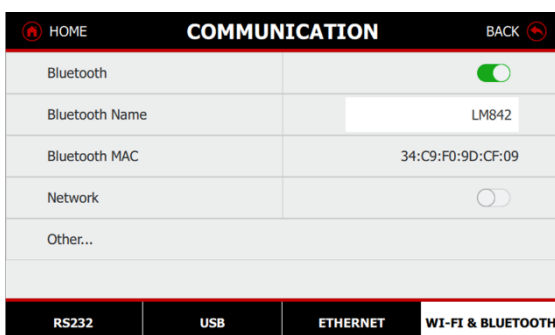 HOME COMMUNICATION BACK
Bluetooth
Bluetooth Name LM842
Bluetooth MAC 34:C9:F0:9D:CF:09
Network
Other...
RS232 USB ETHERNET WI-FI & BLUETOOTH